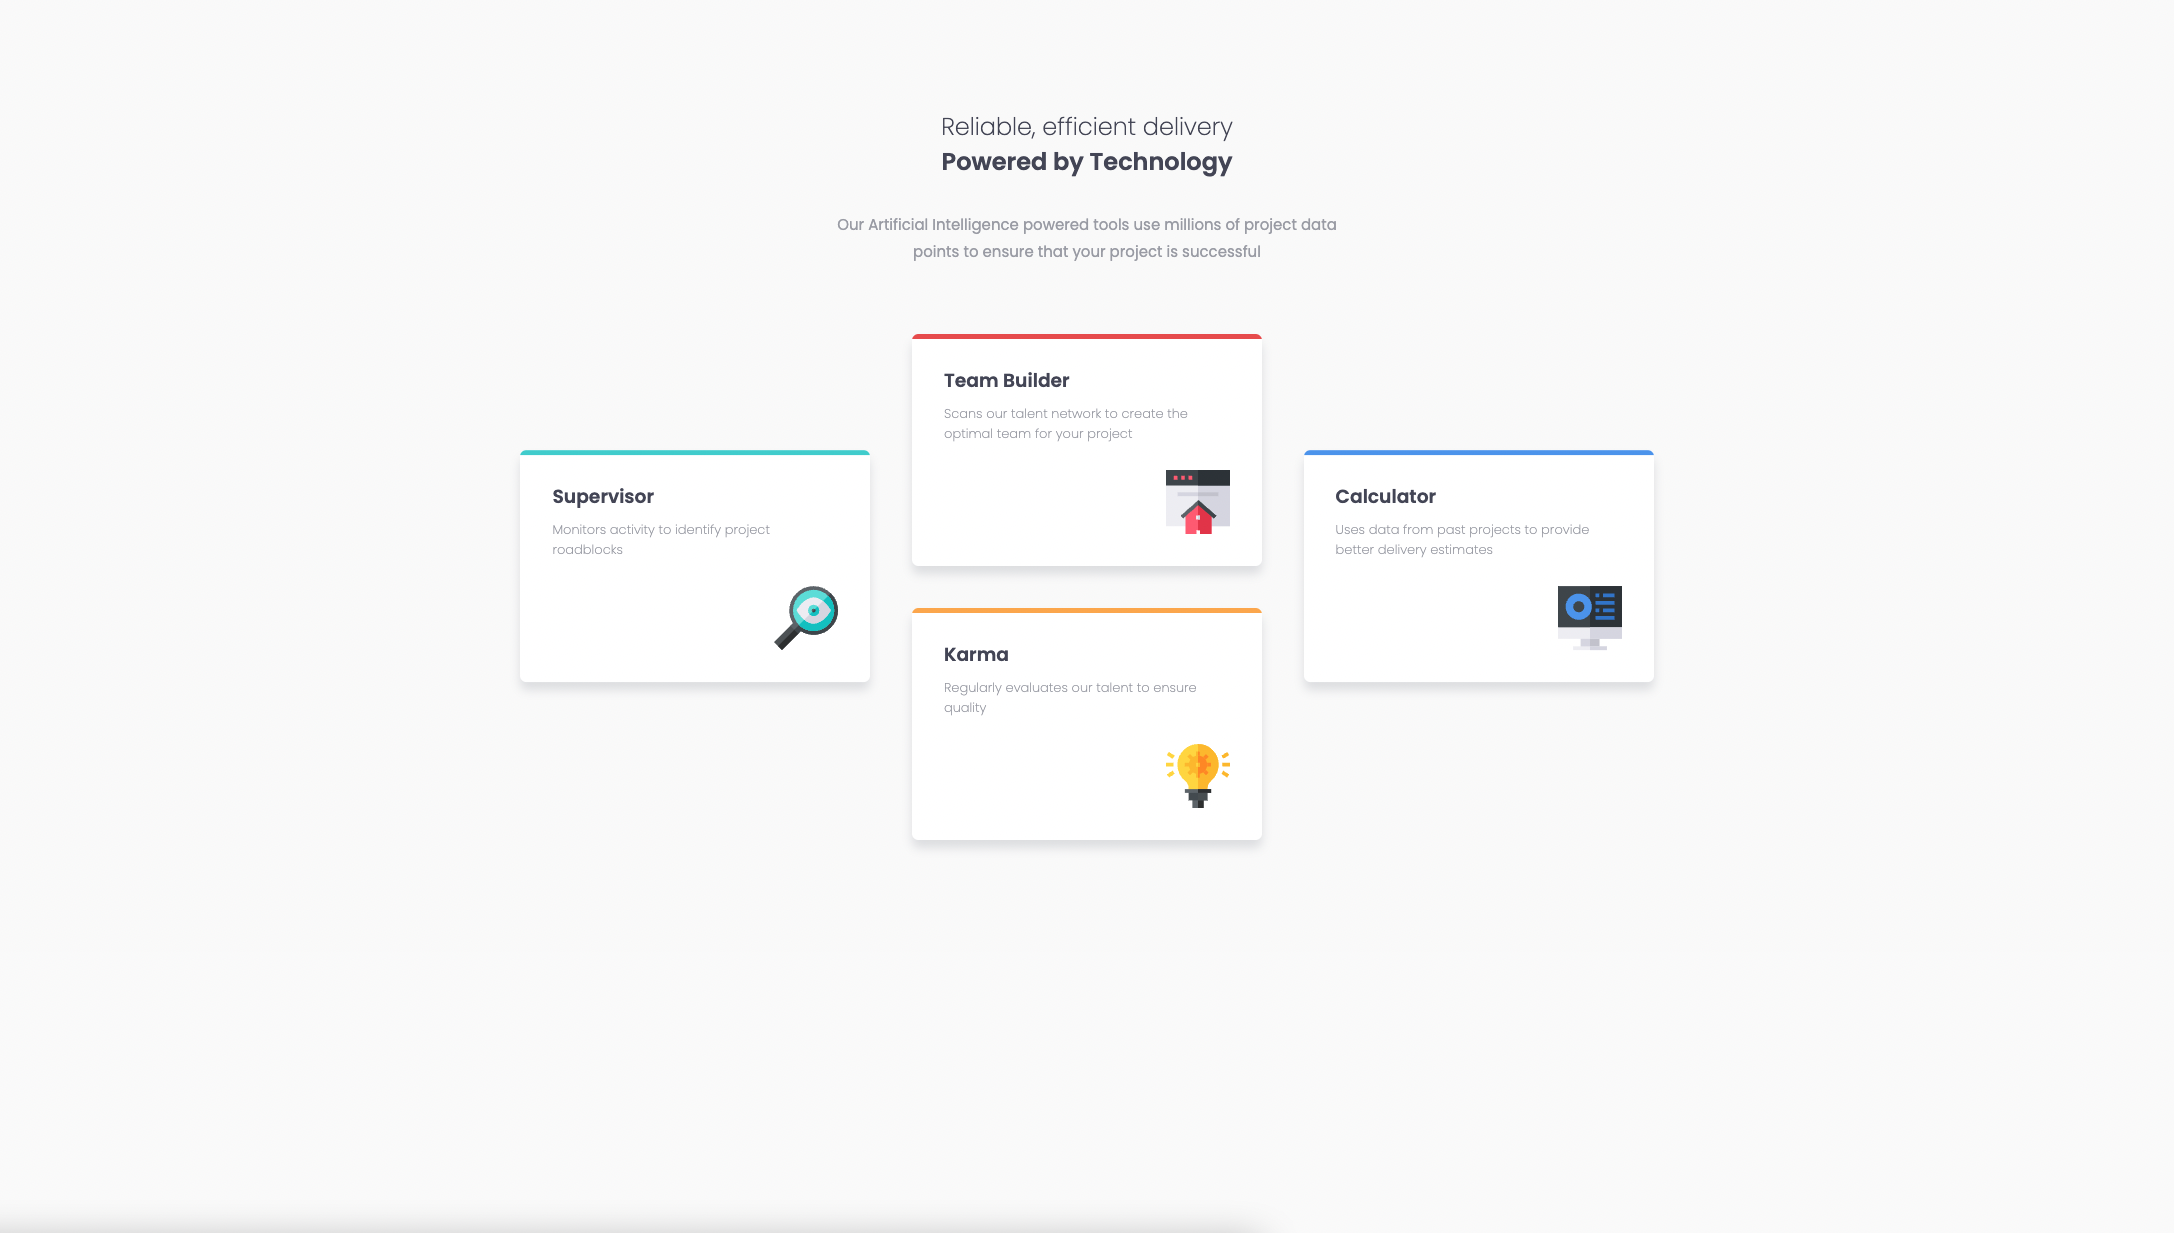 Reliable, efficient delivery
Powered by Technology
Our Artificial Intelligence powered tools use millions of project data
points to ensure that your project is successful
Supervisor
Monitors activity to identify project
roadblocks
Team Builder
Scans our talent network to create the
optimal team for your project
Karma
Regularly evaluates our talent to ensure
quality
Calculator
Uses data from past projects to provide
better delivery estimates